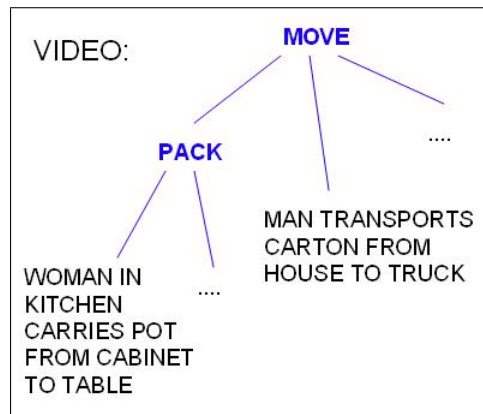 VIDEO:
MOVE
....
PACK
MAN TRANSPORTS
CARTON FROM
HOUSE TO TRUCK
WOMAN IN
KITCHEN
CARRIES POT
FROM CABINET
TO TABLE
....